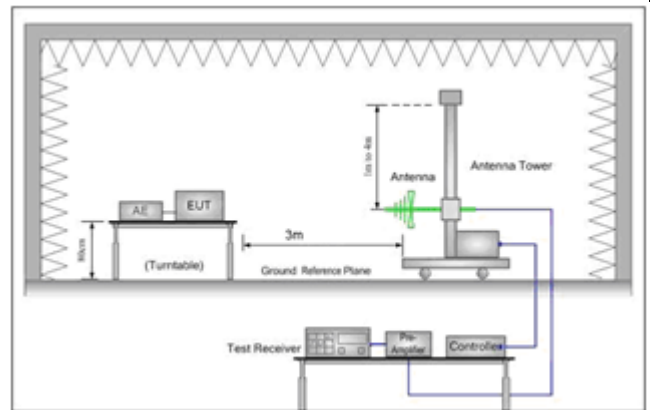 1m to 4m
Antenna
Antenna Tower
AE
EUT
80cm
(Turntable)
3m
Ground Reference Plane
Test Receiver
Pre-
Amplifier
Controller